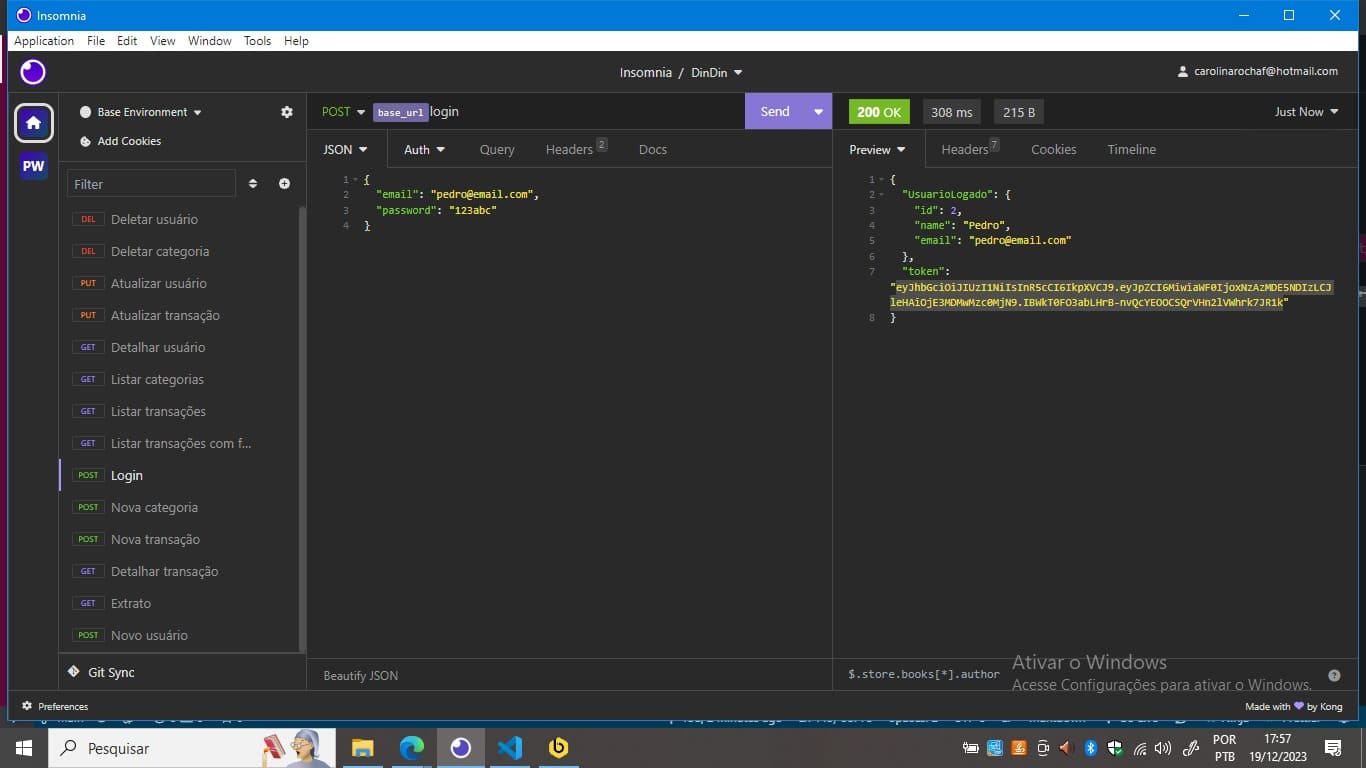 Insomnia
Application File Edit View Window Tools Help
Insomnia / DinDin
carolinarochaf@hotmail.com
PW
Base Environment
Add Cookies
Filter
DEL Deletar usuário
DEL Deletar categoria
PUT Atualizar usuário
PUT Atualizar transação
GET Detalhar usuário
GET Listar categorias
GET Listar transações
GET Listar transações com f...
POST Login
POST Nova categoria
POST Nova transação
GET Detalhar transação
GET Extrato
POST Novo usuário
Git Sync
POST base_url login Send
JSON Auth Query Headers 2 Docs
1 {
2 "email": "pedro@email.com",
3 "password": "123abc"
4 }
Beautify JSON
200 OK 308 ms 215 B Just Now
Preview Headers 7 Cookies Timeline
1 {
2 "UsuarioLogado": {
3 "id": 2,
4 "name": "Pedro",
5 "email": "pedro@email.com"
6 },
7 "token":
"eyJhbGciOiJIUzI1NiIsInR5cCI6IkpXVCJ9.eyJpZCI6MiwiaWF0IjoxNzAzMDE5NDIzLCJ
leHAiOjE3MDMwMzc0MjN9.IBWkT0FO3abLHrB-nvQcYEOOCSQrVHn2lVWhrk7JR1k"
8 }
$.store.books[*].author
Ativar o Windows
Acesse Configurações para ativar o Windows.
Preferences
Made with by Kong
Pesquisar
POR
PTB
17:57
19/12/2023